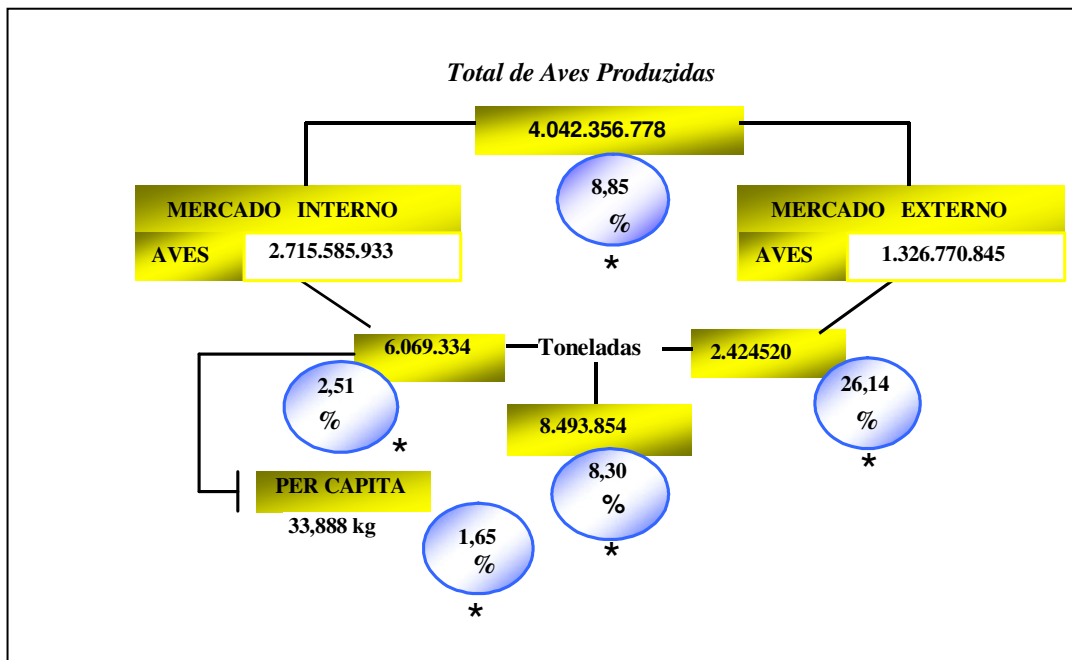 Total de Aves Produzidas
4.042.356.778
8,85
%
*
MERCADO INTERNO
AVES 2.715.585.933
MERCADO EXTERNO
AVES 1.326.770.845
6.069.334
Toneladas
2.424520
2,51
%
*
8.493.854
26,14
%
*
8,30
%
*
PER CAPITA
33,888 kg
1,65
%
*